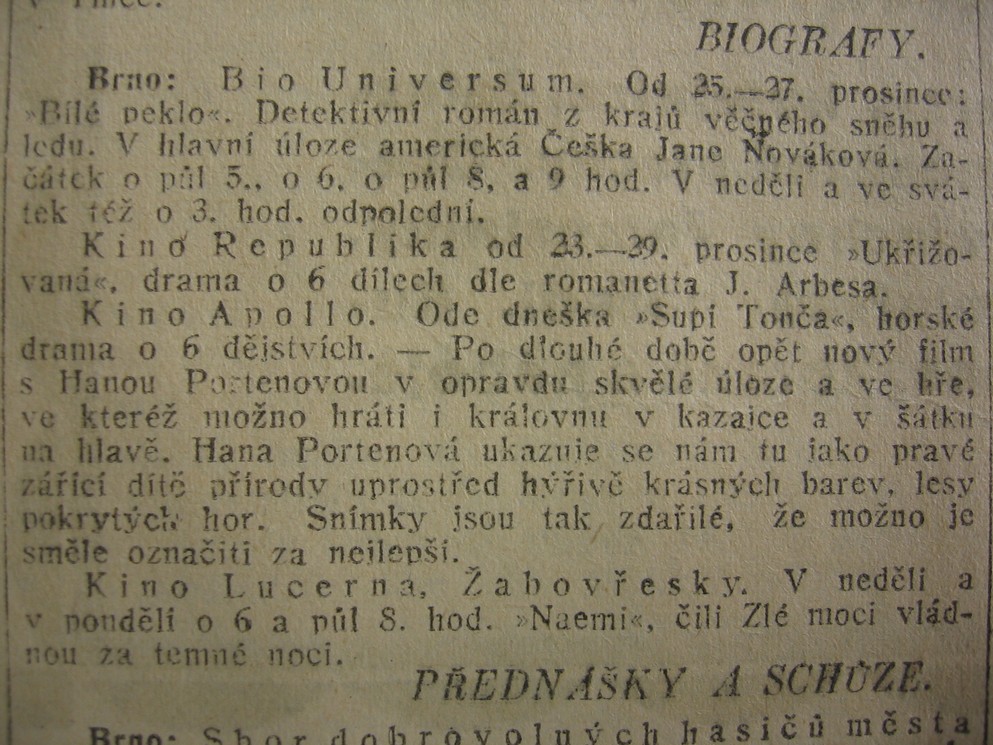 BIOGRAFY.
Brno: Bio Universum. Od 25.—27. prosince:
»Bílé peklo«. Detektivní román z krajů věčného sněhu a
ledu. V hlavní úloze americká Češka Jane Nováková. Za-
čátek o půl 5., o 6. o půl 8, a 9 hod. V neděli a ve svá-
tek též o 3. hod. odpolední.
Kino Republika od 23.—29. prosince »Ukřižo-
vaná«, drama o 6 dílech dle romanetta J. Arbesa.
Kino Apollo. Ode dneška »Supí Tonča«, horské
drama o 6 dějstvích. — Po dlouhé době opět nový film
s Hanou Portenovou v opravdu skvělé úloze a ve hře,
ve kteréž možno hráti i královnu v kazajce a v šátku
na hlavě. Hana Portenová ukazuje se nám tu jako pravé
zářící dítě přírody uprostřed hýřivě krásných barev, lesy
pokrytých hor. Snímky jsou tak zdařilé, že možno je
směle označiti za nejlepší.
Kino Lucerna, Žabovřesky. V neděli a
v pondělí o 6 a půl 8. hod. »Naemi«, čili Zlé moci vlád-
nou za temné noci.
PŘEDNÁŠKY A SCHŮZE.
Brno: Sbor dobrovolných hasičů města